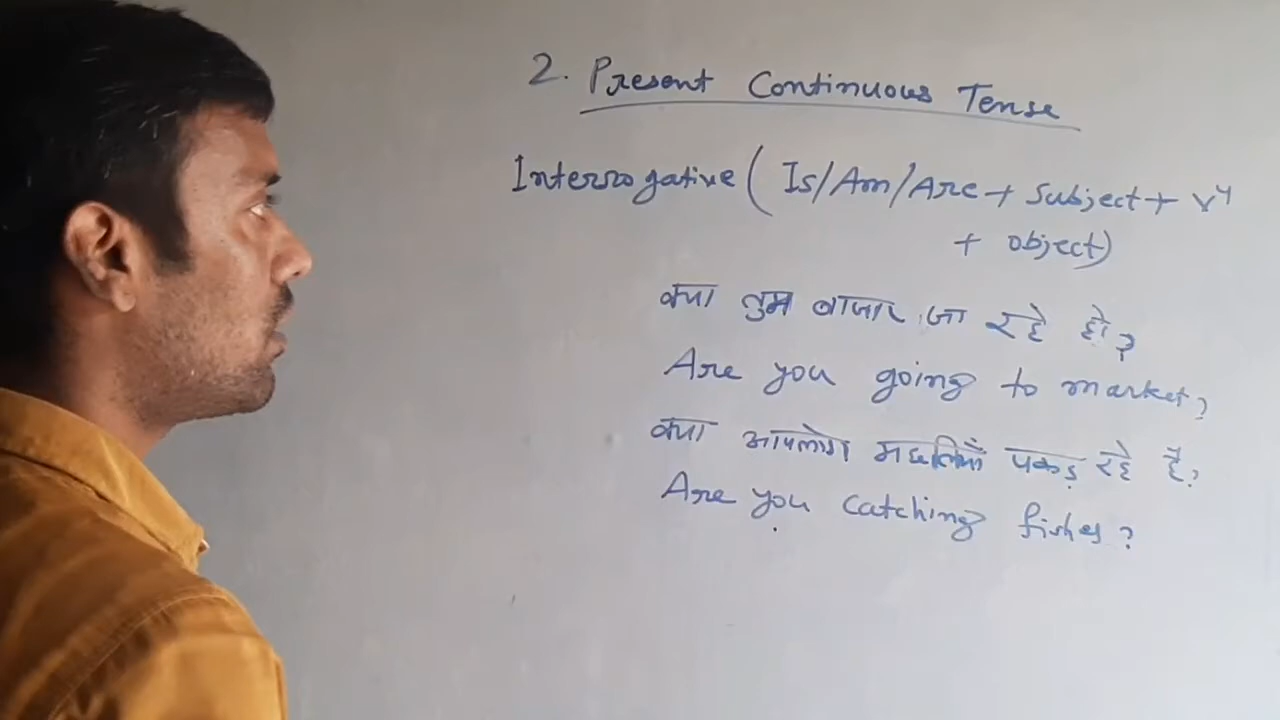 2. Present Continuous Tense
Interrogative ( Is/Am/Are + Subject + V4
+ object)
क्या तुम बाजार जा रहे हो?
Are you going to market?
क्या आपलोग मछलियाँ पकड़ रहे हैं?
Are you catching fishes?